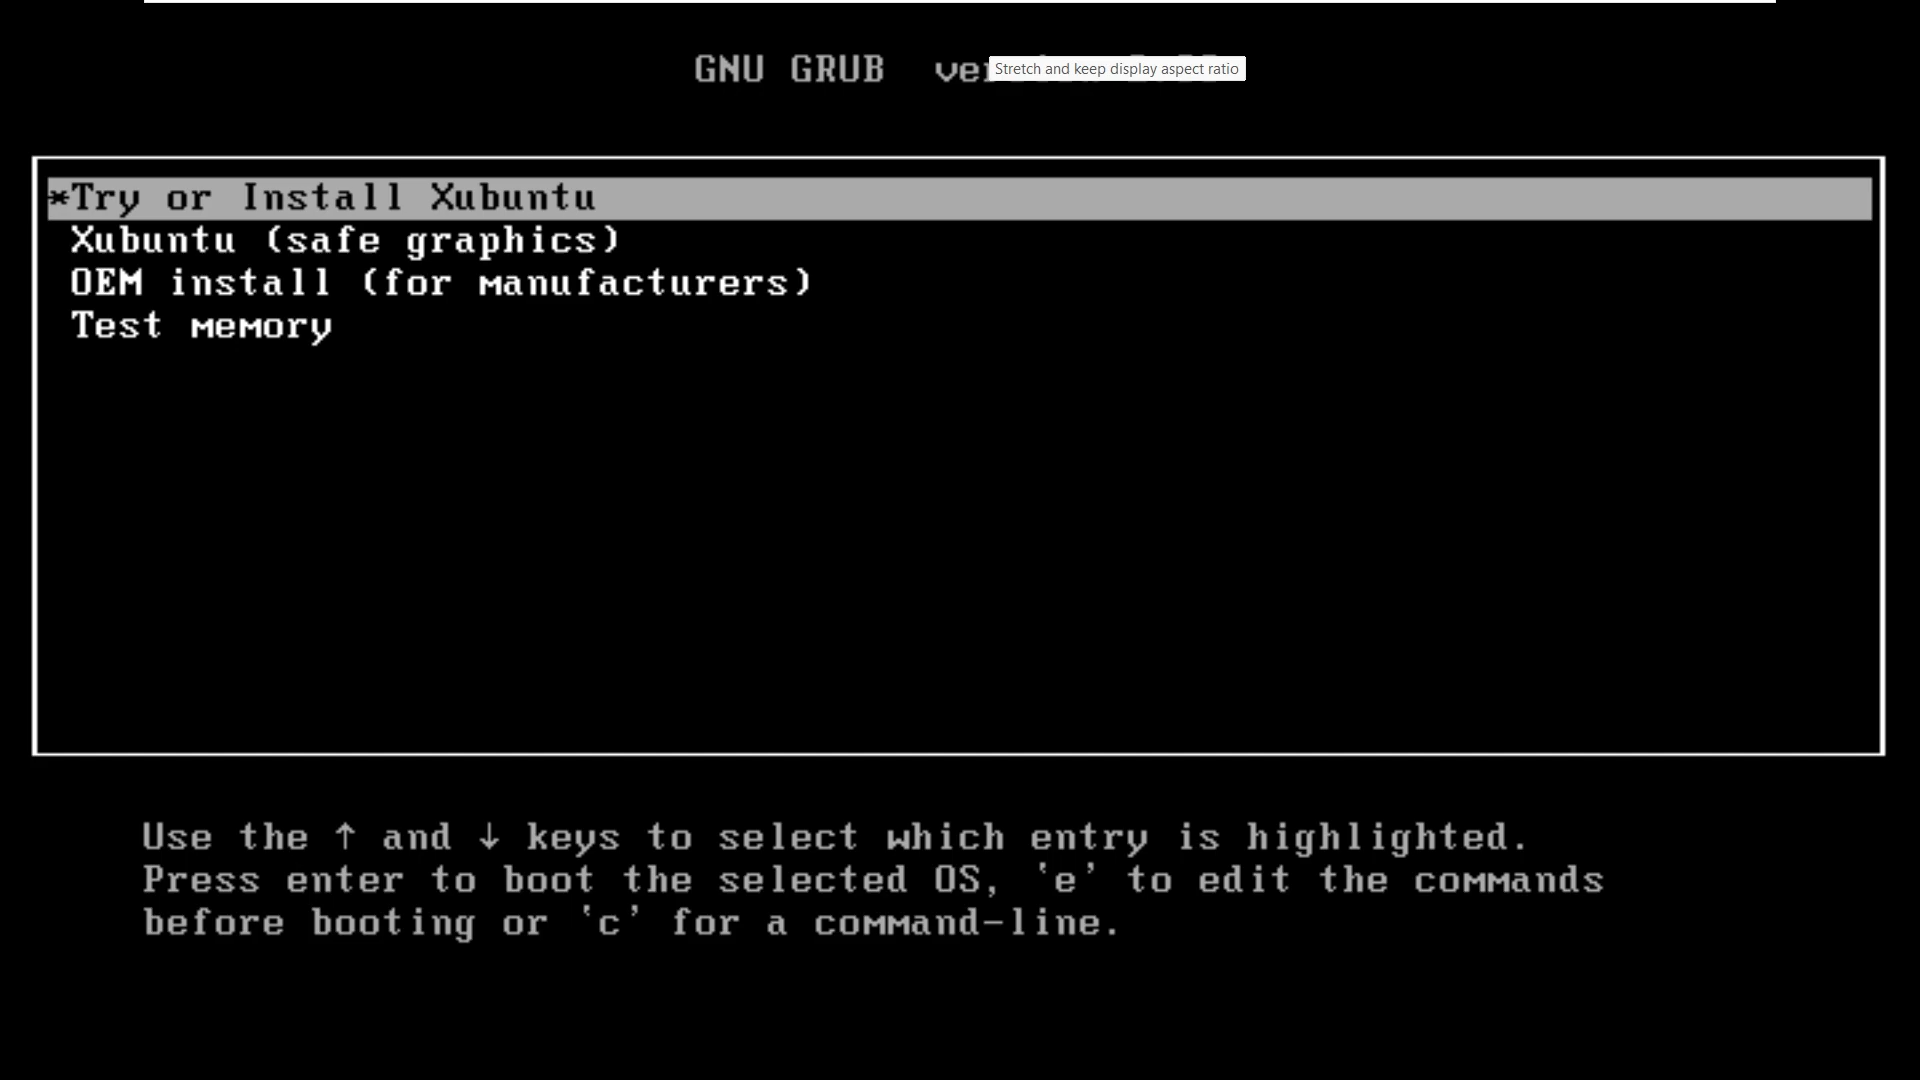 GNU GRUB ve
Stretch and keep display aspect ratio
*Try or Install Xubuntu
Xubuntu (safe graphics)
OEM install (for manufacturers)
Test memory
Use the ↑ and ↓ keys to select which entry is highlighted.
Press enter to boot the selected OS, `e' to edit the commands
before booting or `c' for a command-line.